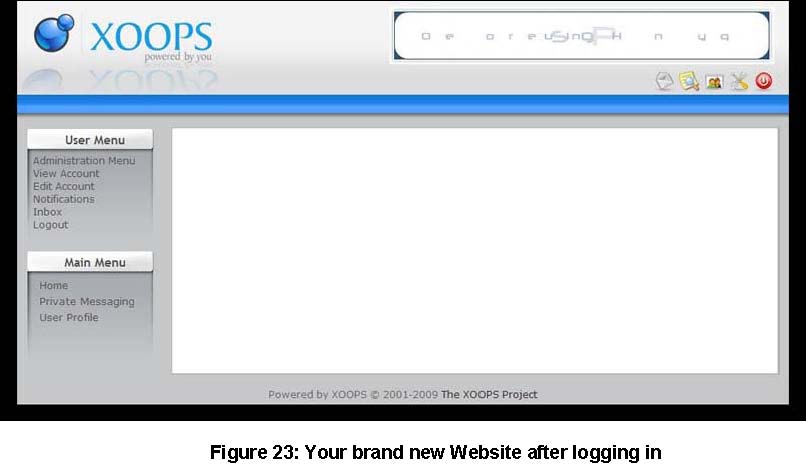 XOOPS
powered by you
User Menu
Administration Menu
View Account
Edit Account
Notifications
Inbox
Logout
Main Menu
Home
Private Messaging
User Profile
Powered by XOOPS © 2001-2009 The XOOPS Project
Figure 23: Your brand new Website after logging in